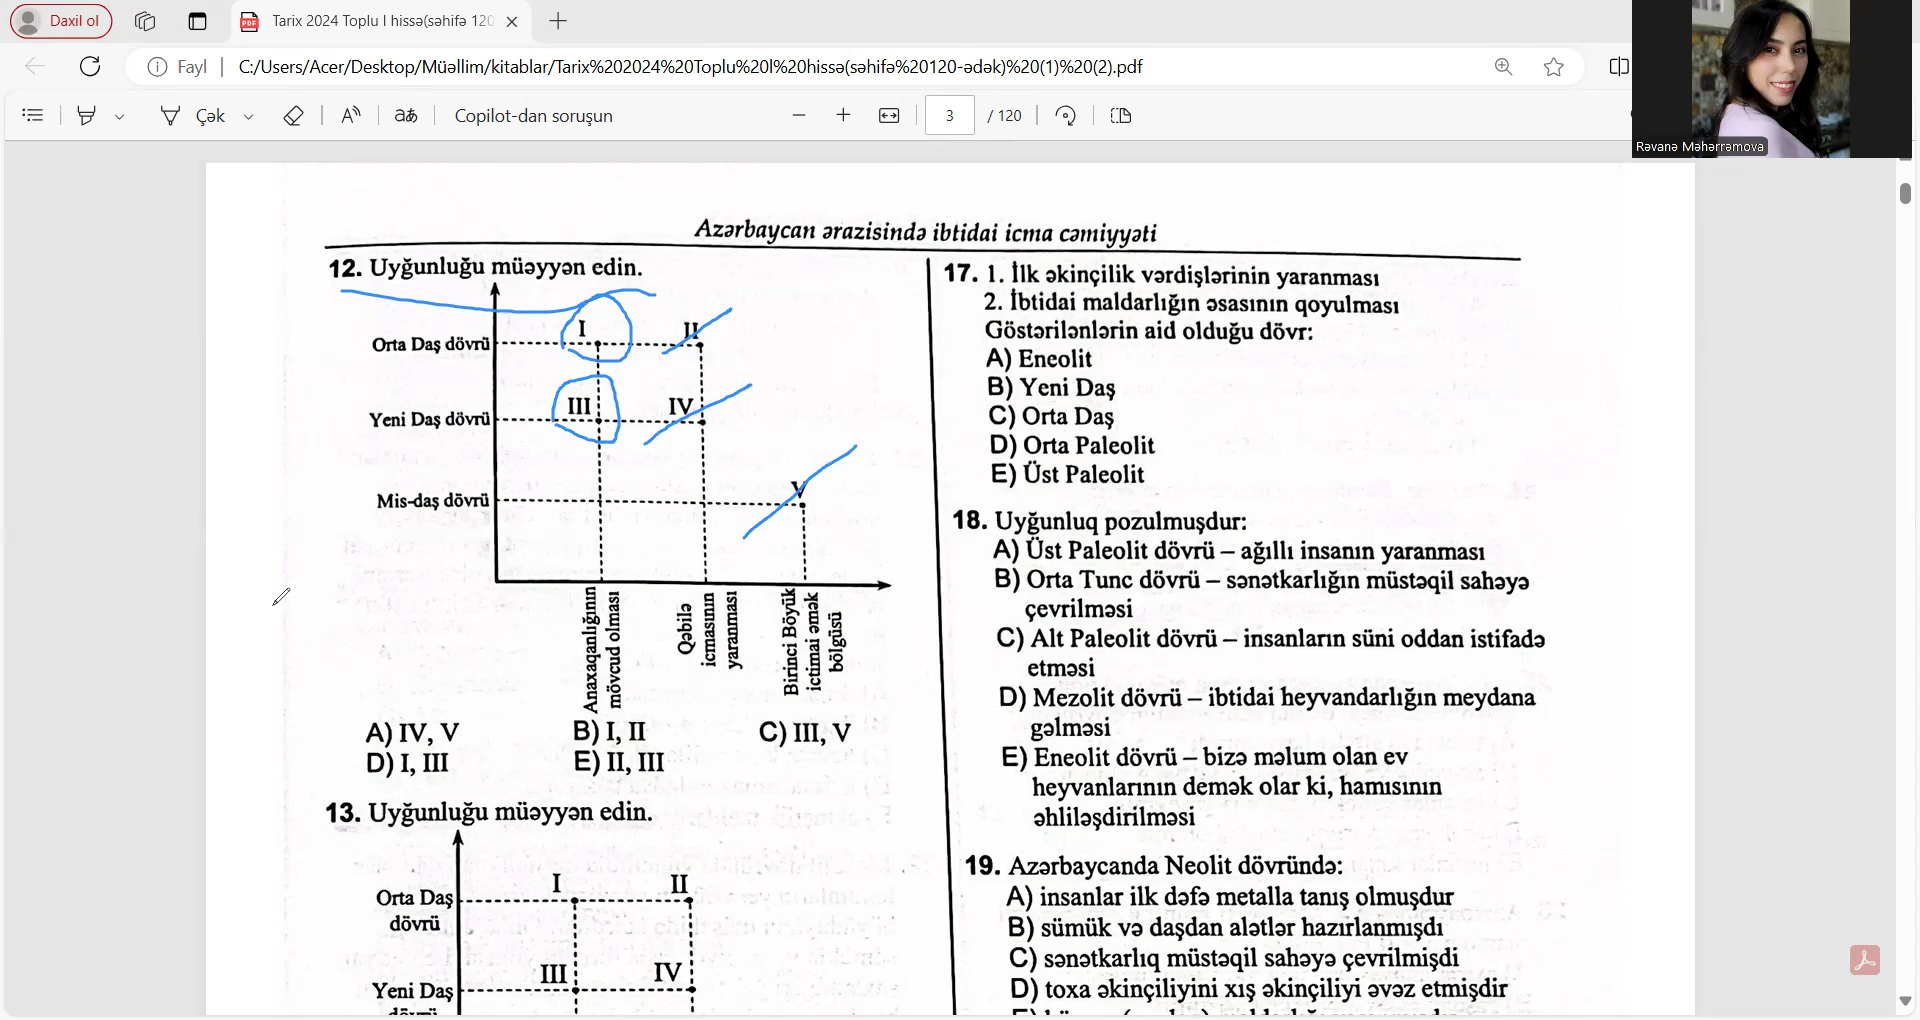 Daxil ol
Tarix 2024 Toplu I hissə(səhifə 120
Fayl
C:/Users/Acer/Desktop/Müəllim/kitablar/Tarix%202024%20Toplu%20I%20hissə(səhifə%20120-ədək)%20(1)%20(2).pdf
Çək
aあ
Copilot-dan soruşun
3 / 120
Rəvanə Məhərrəmova
Azərbaycan ərazisində ibtidai icma cəmiyyəti
12. Uyğunluğu müəyyən edin.
I
II
Orta Daş dövrü
III
IV
Yeni Daş dövrü
V
Mis-daş dövrü
Anaxaqanlığının
mövcud olması
Qəbilə
icmasının
yaranması
Birinci Böyük
ictimai əmək
bölgüsü
A) IV, V
B) I, II
C) III, V
D) I, III
E) II, III
13. Uyğunluğu müəyyən edin.
I
II
Orta Daş
dövrü
III
IV
Yeni Daş
17. 1. İlk əkinçilik vərdişlərinin yaranması
2. İbtidai maldarlığın əsasının qoyulması
Göstərilənlərin aid olduğu dövr:
A) Eneolit
B) Yeni Daş
C) Orta Daş
D) Orta Paleolit
E) Üst Paleolit
18. Uyğunluq pozulmuşdur:
A) Üst Paleolit dövrü – ağıllı insanın yaranması
B) Orta Tunc dövrü – sənətkarlığın müstəqil sahəyə
çevrilməsi
C) Alt Paleolit dövrü – insanların süni oddan istifadə
etməsi
D) Mezolit dövrü – ibtidai heyvandarlığın meydana
gəlməsi
E) Eneolit dövrü – bizə məlum olan ev
heyvanlarının demək olar ki, hamısının
əhliləşdirilməsi
19. Azərbaycanda Neolit dövründə:
A) insanlar ilk dəfə metalla tanış olmuşdur
B) sümük və daşdan alətlər hazırlanmışdı
C) sənətkarlıq müstəqil sahəyə çevrilmişdi
D) toxa əkinçiliyini xış əkinçiliyi əvəz etmişdir